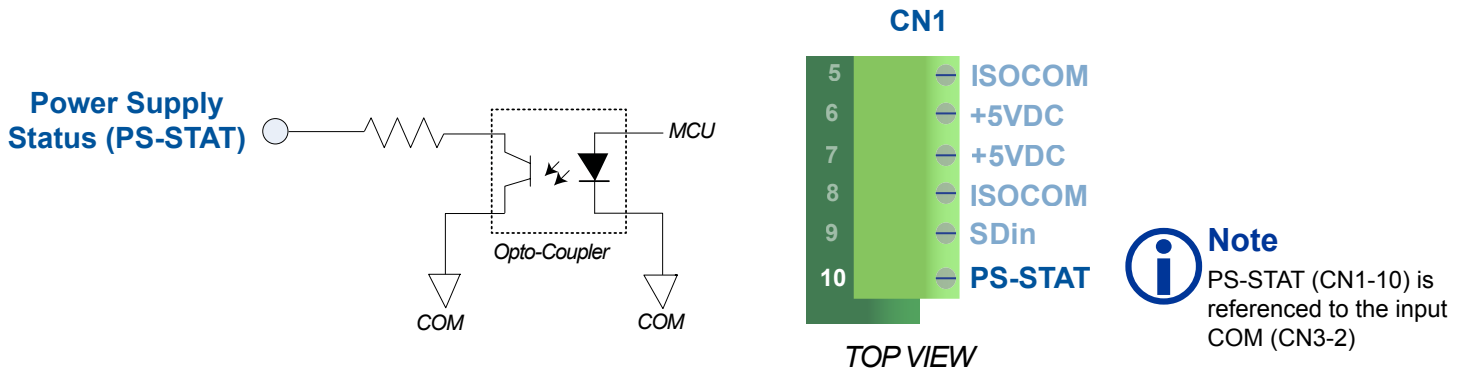 Power Supply
Status (PS-STAT)
MCU
Opto-Coupler
COM
COM
CN1
5 ISOCOM
6 +5VDC
7 +5VDC
8 ISOCOM
9 SDin
10 PS-STAT
TOP VIEW
i
Note
PS-STAT (CN1-10) is
referenced to the input
COM (CN3-2)